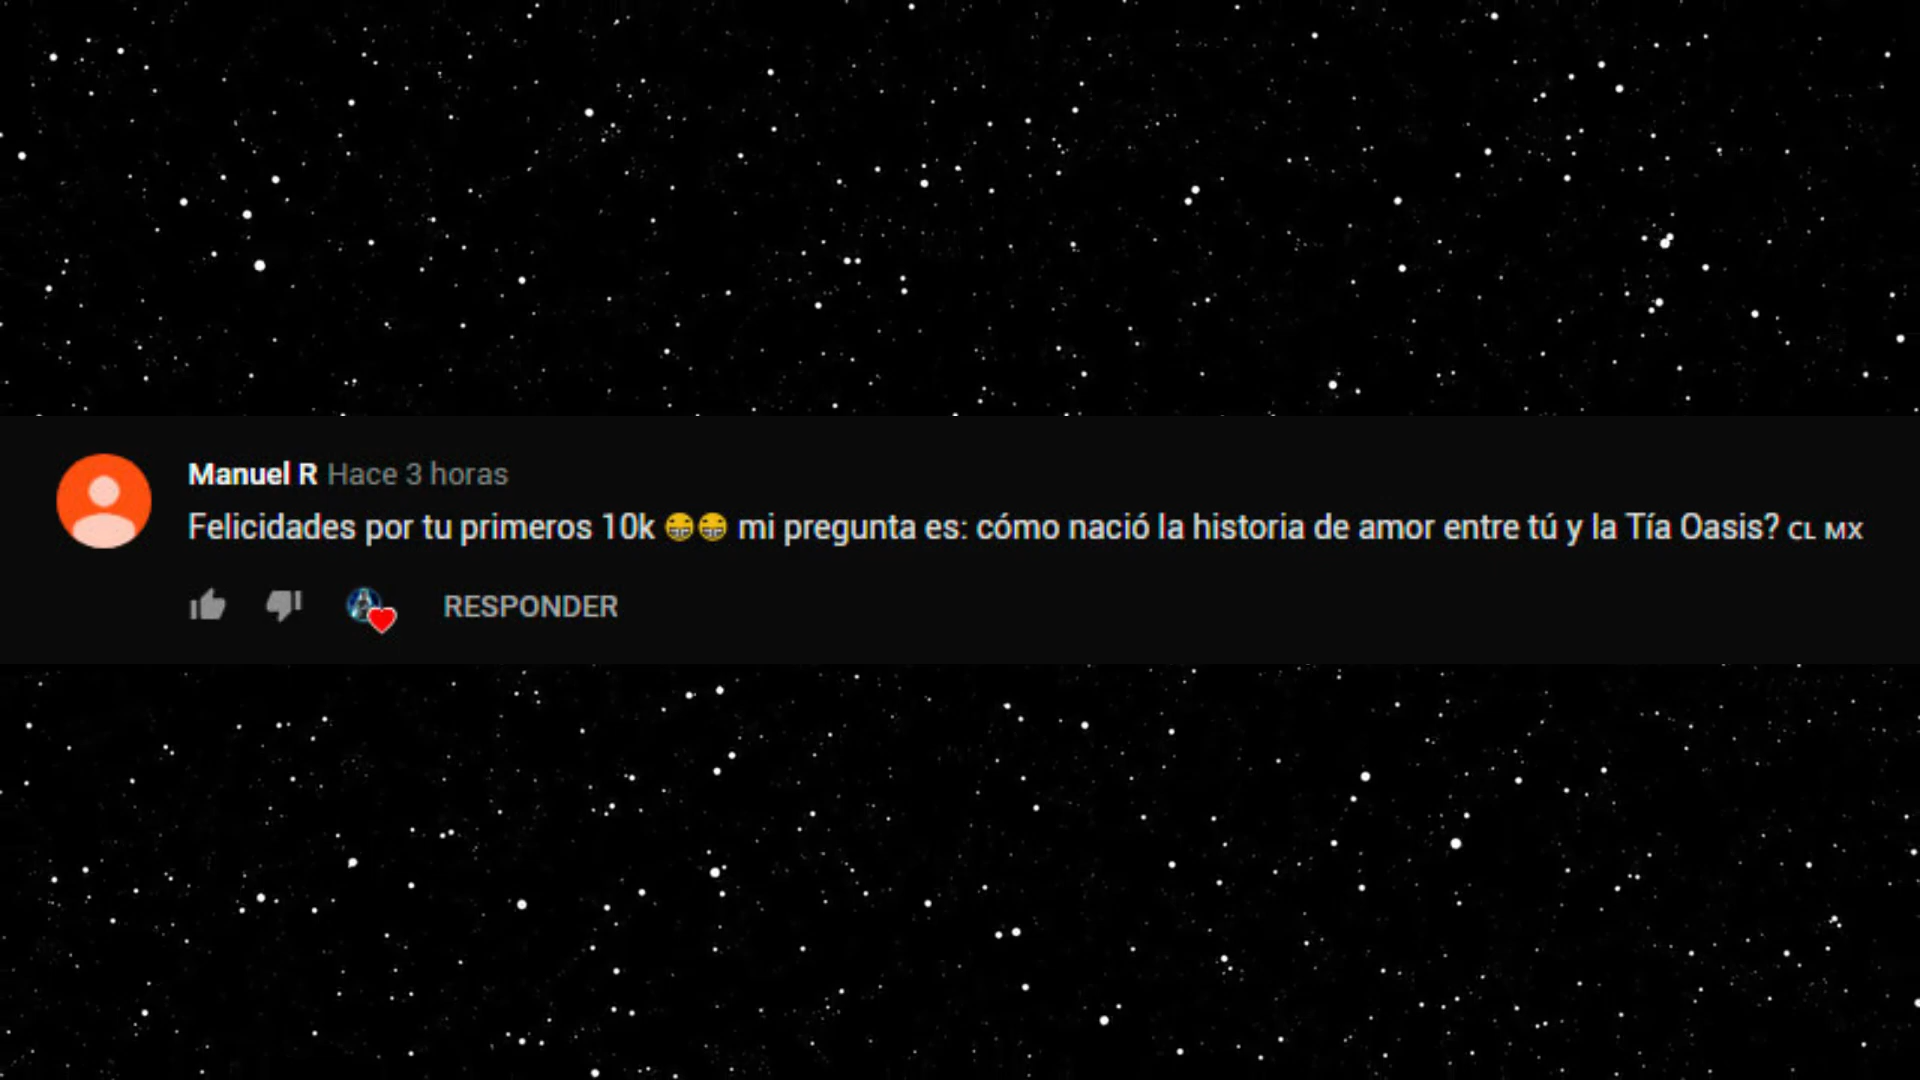 Manuel R Hace 3 horas
Felicidades por tu primeros 10k 😁😁 mi pregunta es: cómo nació la historia de amor entre tú y la Tía Oasis? CL MX
RESPONDER